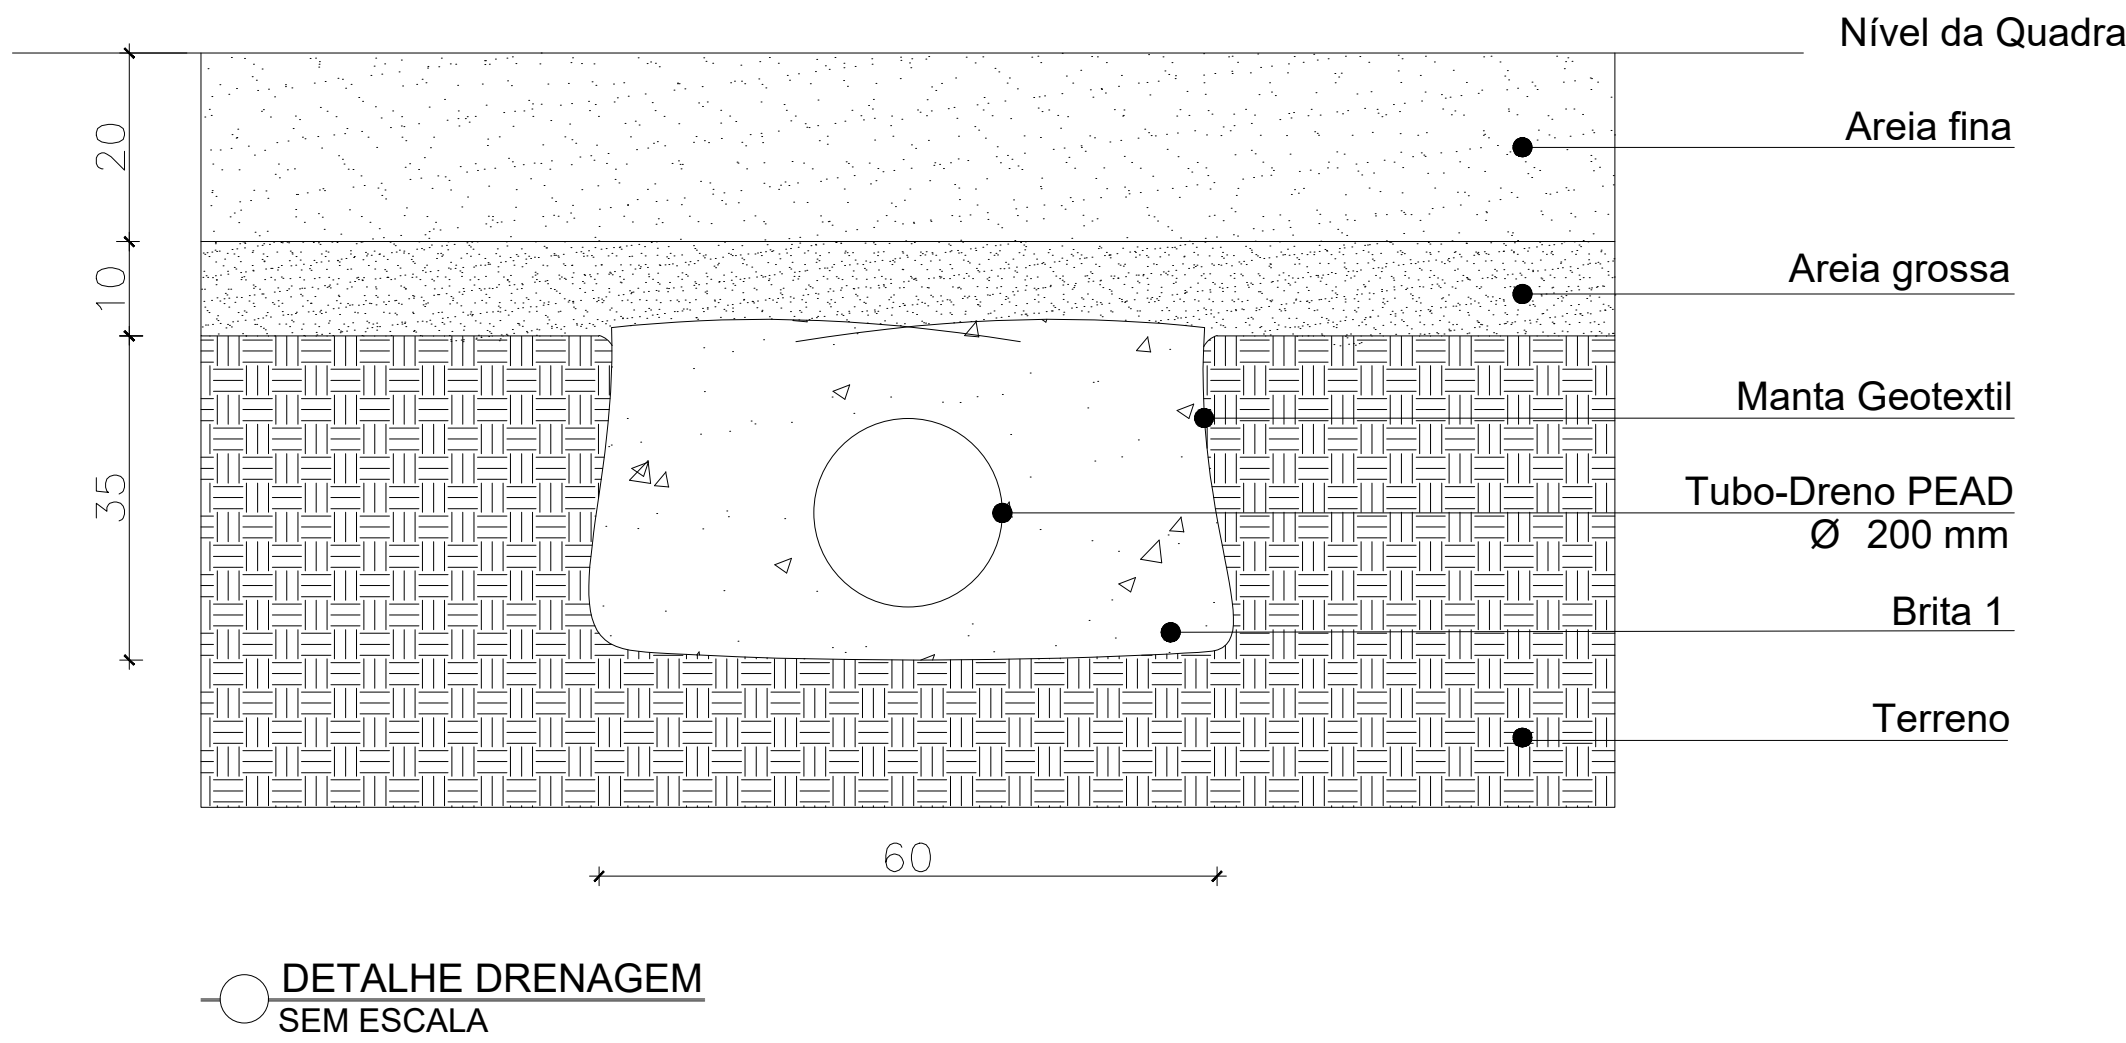 Nível da Quadra
20
Areia fina
10
Areia grossa
35
Manta Geotextil
Tubo-Dreno PEAD
Ø 200 mm
Brita 1
Terreno
60
DETALHE DRENAGEM
SEM ESCALA